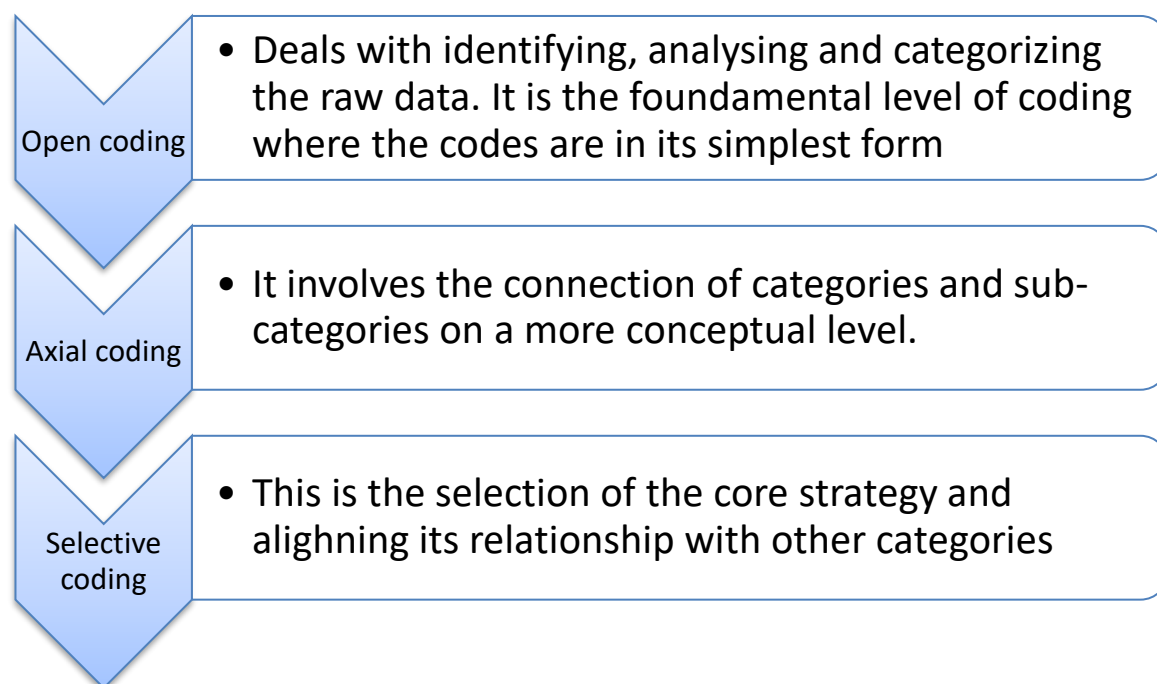 Open coding
• Deals with identifying, analysing and categorizing
the raw data. It is the foundamental level of coding
where the codes are in its simplest form
Axial coding
• It involves the connection of categories and sub-
categories on a more conceptual level.
Selective
coding
• This is the selection of the core strategy and
alighning its relationship with other categories